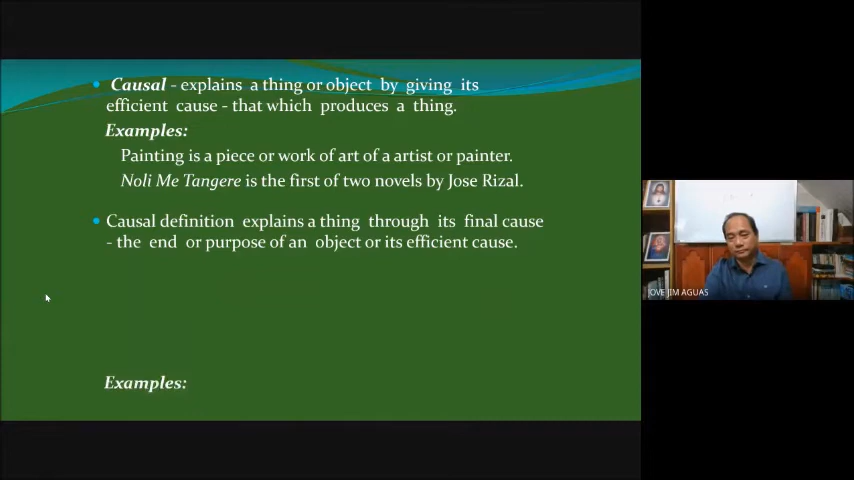 Causal - explains a thing or object by giving its
efficient cause - that which produces a thing.
Examples:
Painting is a piece or work of art of a artist or painter.
Noli Me Tangere is the first of two novels by Jose Rizal.
Causal definition explains a thing through its final cause
- the end or purpose of an object or its efficient cause.
Examples:
JOVE JIM AGUAS